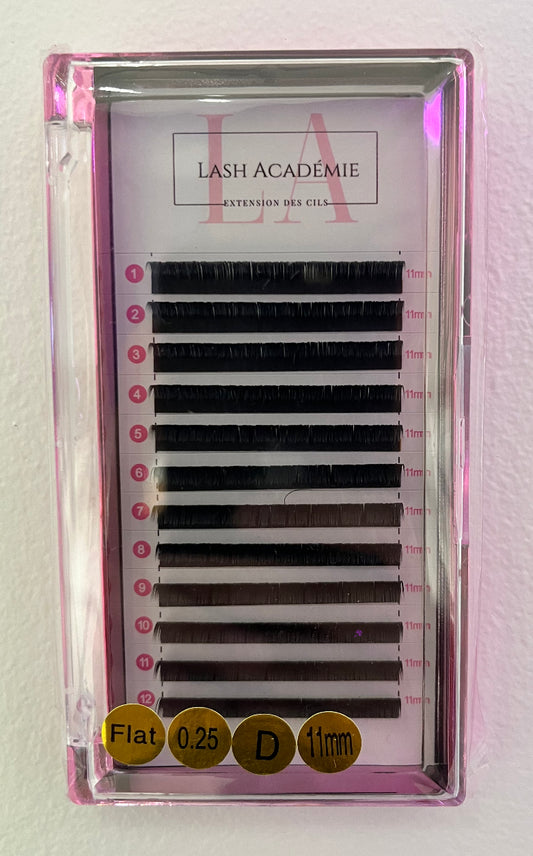 LA
LASH ACADÉMIE
EXTENSION DES CILS
1 11mm
2 11mm
3 11mm
4 11mm
5 11mm
6 11mm
7 11mm
8 11mm
9 11mm
10 11mm
11 11mm
12 11mm
Flat 0.25 D 11mm